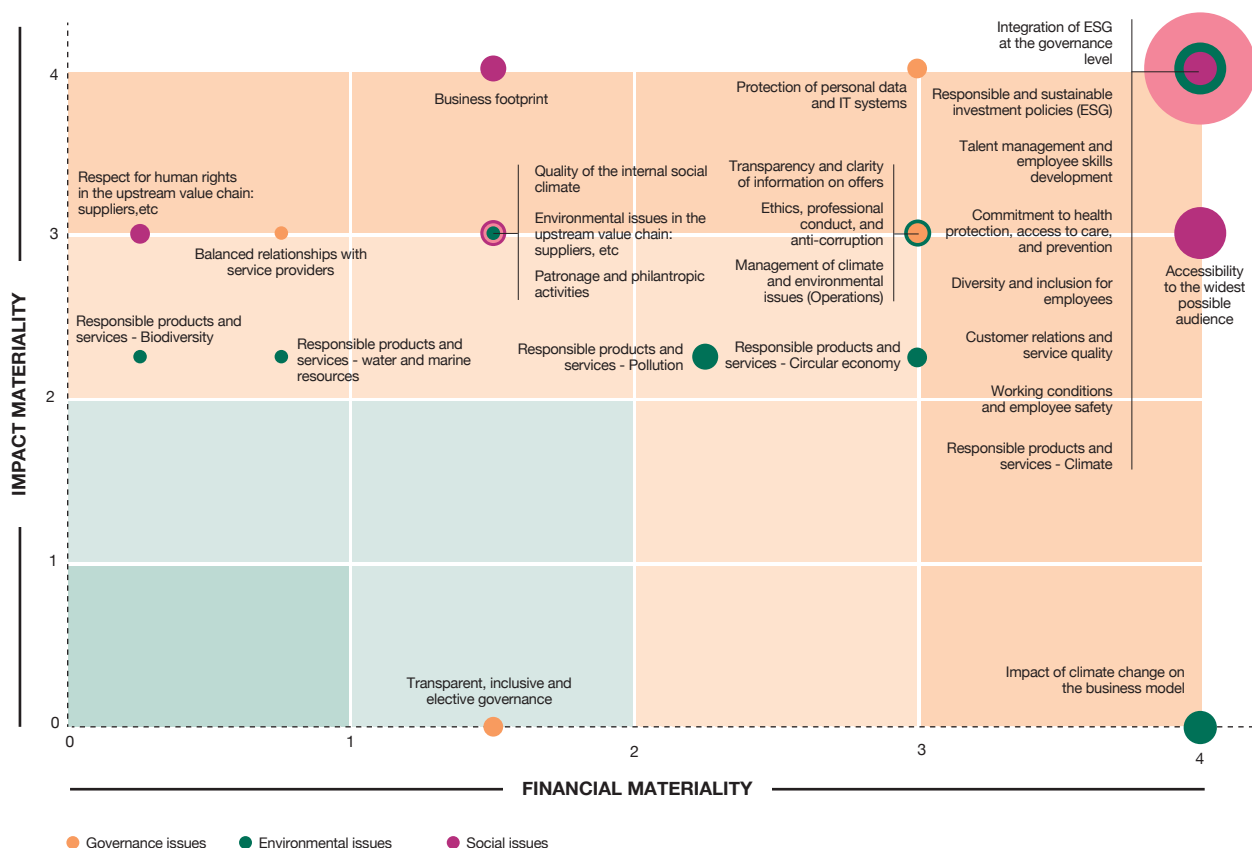 Integration of ESG
at the governance
level
4
Business footprint
Protection of personal data
and IT systems
Responsible and sustainable
investment policies (ESG)
Respect for human rights
in the upstream value chain:
suppliers,etc
Quality of the internal social
climate
Transparency and clarity
of information on offers
Talent management and
employee skills
development
3
Balanced relationships with
service providers
Environmental issues in the
upstream value chain:
suppliers, etc
Ethics, professional
conduct, and
anti-corruption
Commitment to health
protection, access to care,
and prevention
Patronage and philantropic
activities
Management of climate
and environmental
issues (Operations)
Accessibility
to the widest
possible
audience
Diversity and inclusion for
employees
Responsible products and
services - Biodiversity
Responsible products and
services - water and marine
resources
Responsible products and
services - Pollution
Responsible products and
services - Circular economy
Customer relations and
service quality
2
Working conditions
and employee safety
Responsible products and
services - Climate
IMPACT MATERIALITY
1
Transparent, inclusive and
elective governance
Impact of climate change on
the business model
0
0
1
2
3
4
FINANCIAL MATERIALITY
Governance issues
Environmental issues
Social issues